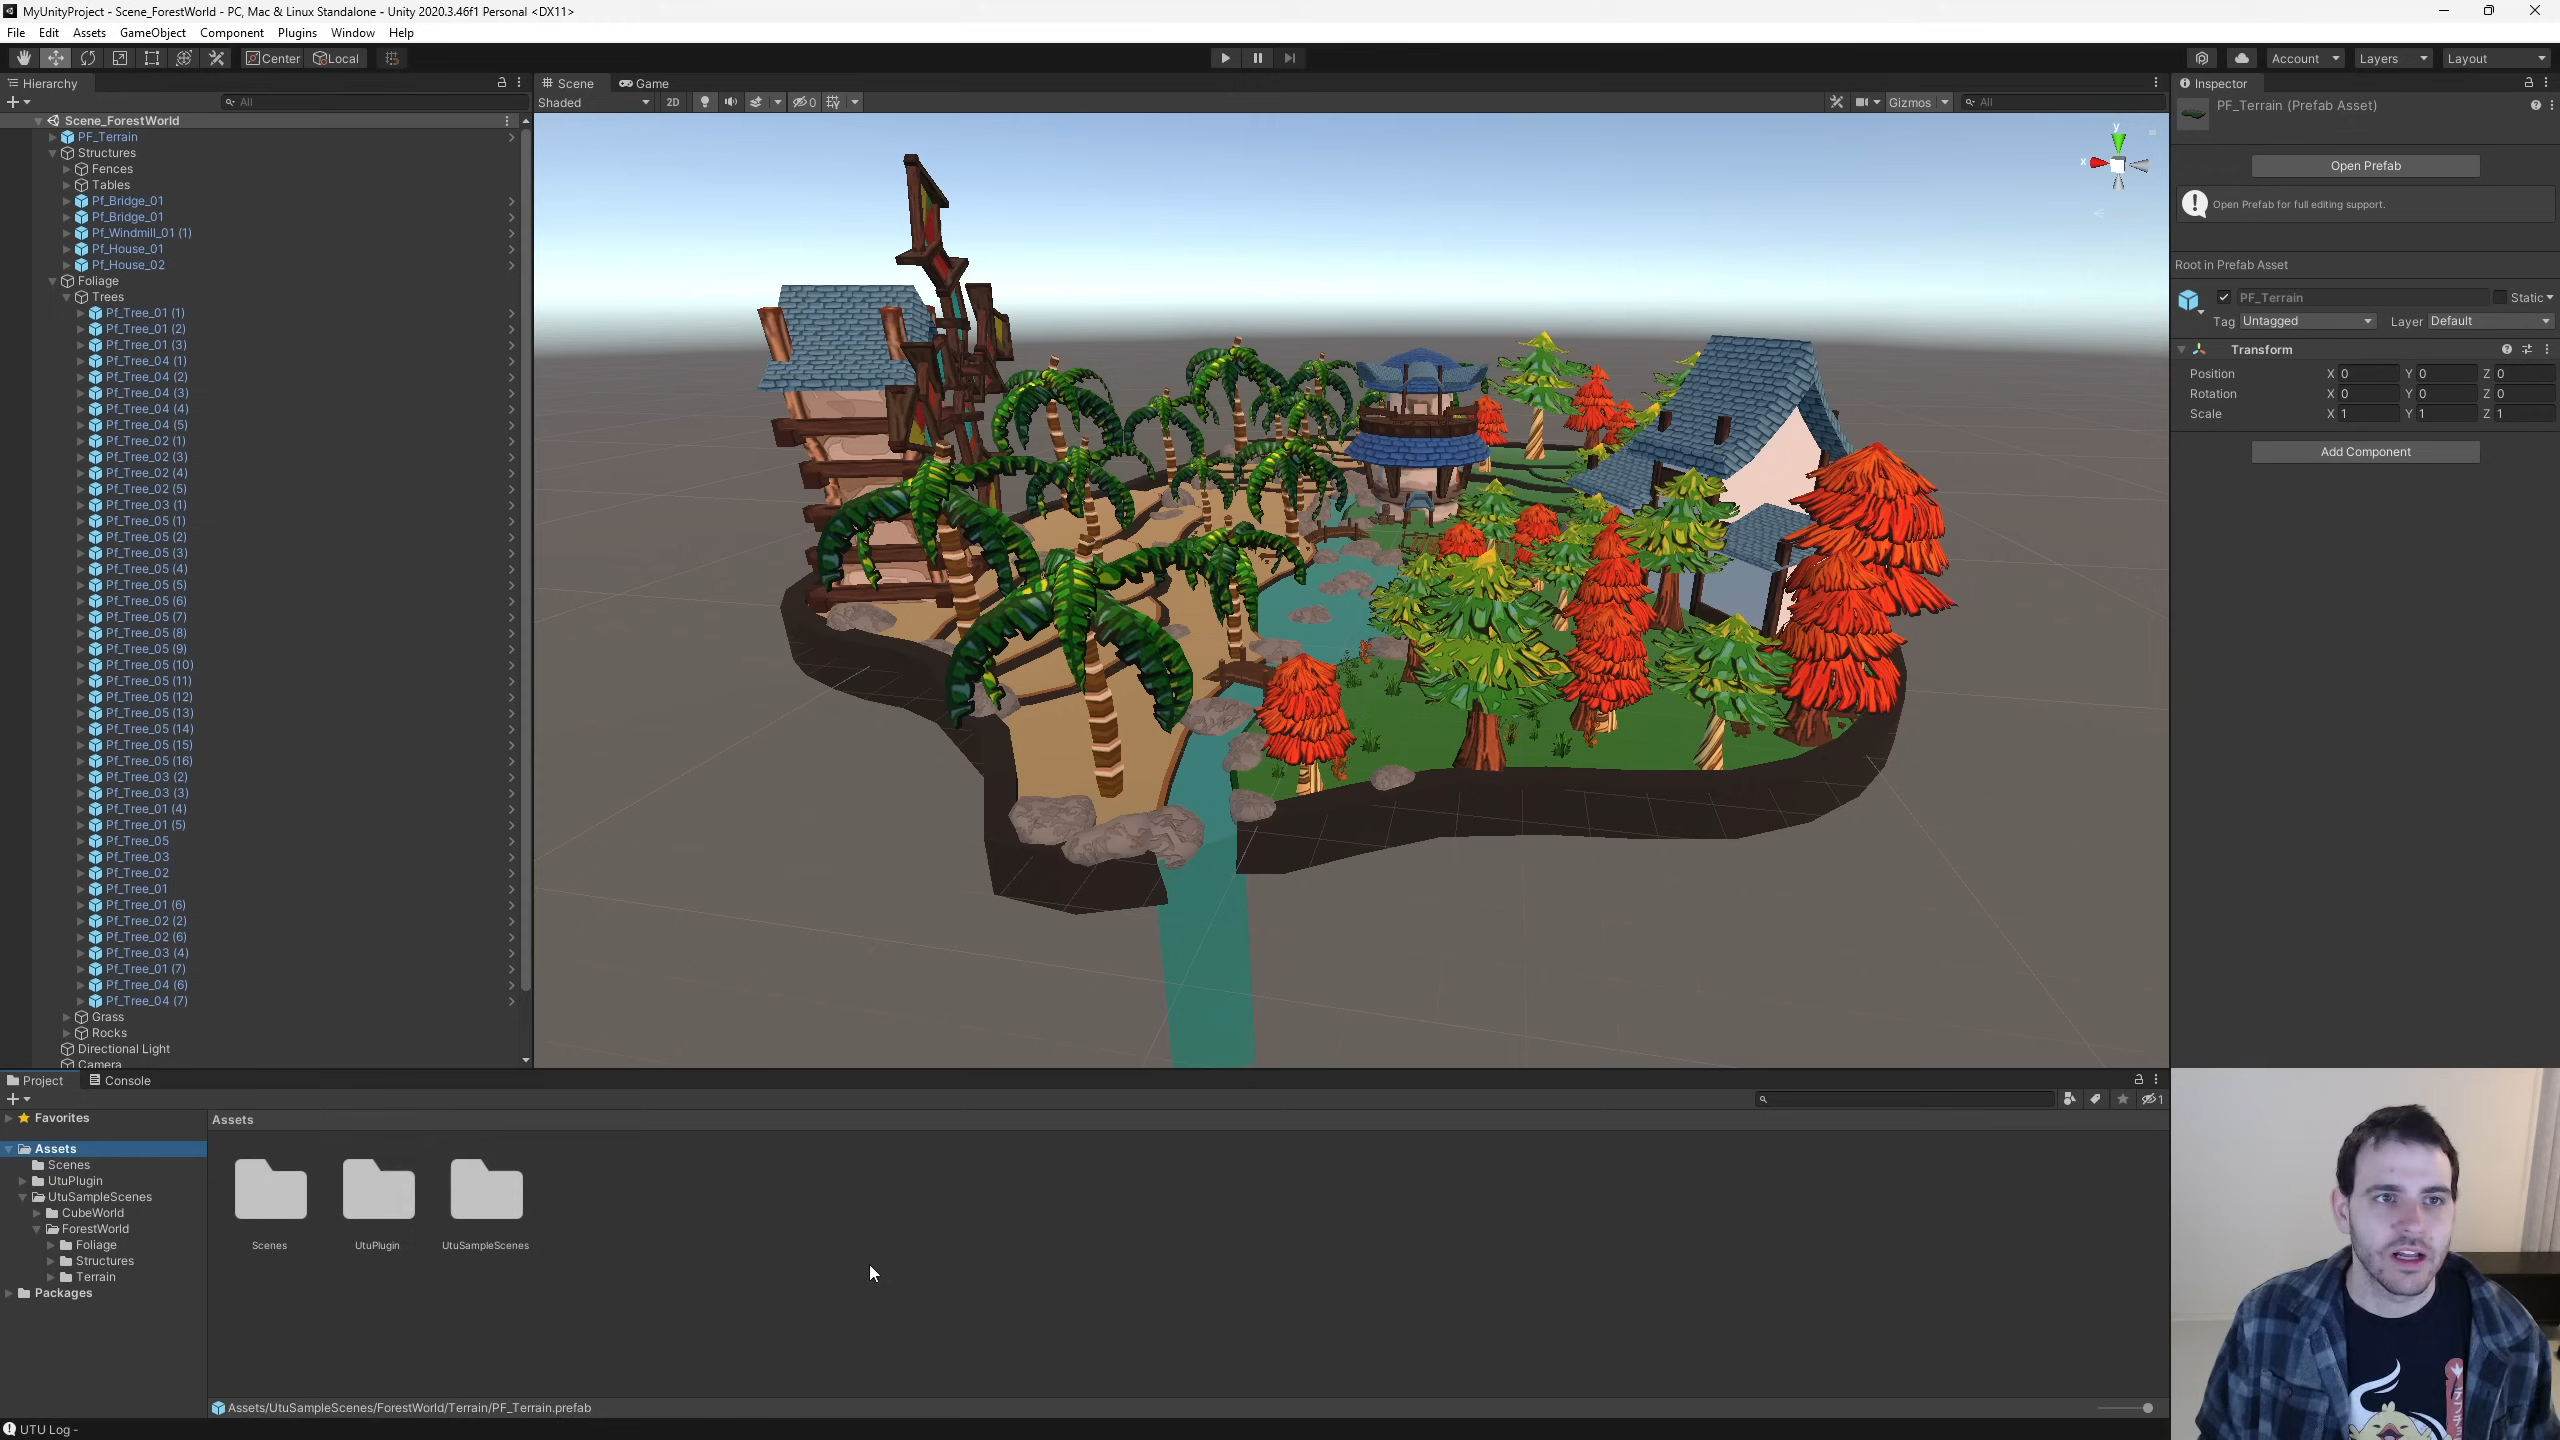 MyUnityProject - Scene_ForestWorld - PC, Mac & Linux Standalone - Unity 2020.3.46f1 Personal <DX11>
File Edit Assets GameObject Component Plugins Window Help
Center Local Account Layers Layout
Hierarchy
All
Scene_ForestWorld
PF_Terrain
Structures
Fences
Tables
Pf_Bridge_01
Pf_Bridge_01
Pf_Windmill_01 (1)
Pf_House_01
Pf_House_02
Foliage
Trees
Pf_Tree_01 (1)
Pf_Tree_01 (2)
Pf_Tree_01 (3)
Pf_Tree_04 (1)
Pf_Tree_04 (2)
Pf_Tree_04 (3)
Pf_Tree_04 (4)
Pf_Tree_04 (5)
Pf_Tree_02 (1)
Pf_Tree_02 (3)
Pf_Tree_02 (4)
Pf_Tree_02 (5)
Pf_Tree_03 (1)
Pf_Tree_05 (1)
Pf_Tree_05 (2)
Pf_Tree_05 (3)
Pf_Tree_05 (4)
Pf_Tree_05 (5)
Pf_Tree_05 (6)
Pf_Tree_05 (7)
Pf_Tree_05 (8)
Pf_Tree_05 (9)
Pf_Tree_05 (10)
Pf_Tree_05 (11)
Pf_Tree_05 (12)
Pf_Tree_05 (13)
Pf_Tree_05 (14)
Pf_Tree_05 (15)
Pf_Tree_05 (16)
Pf_Tree_03 (2)
Pf_Tree_03 (3)
Pf_Tree_01 (4)
Pf_Tree_01 (5)
Pf_Tree_05
Pf_Tree_03
Pf_Tree_02
Pf_Tree_01
Pf_Tree_01 (6)
Pf_Tree_02 (2)
Pf_Tree_02 (6)
Pf_Tree_03 (4)
Pf_Tree_01 (7)
Pf_Tree_04 (6)
Pf_Tree_04 (7)
Grass
Rocks
Directional Light
Camera
Scene Game
Shaded 2D 0 Gizmos All
y
x
Inspector
PF_Terrain (Prefab Asset)
Open Prefab
Open Prefab for full editing support.
Root in Prefab Asset
PF_Terrain Static
Tag Untagged Layer Default
Transform
Position X 0 Y 0 Z 0
Rotation X 0 Y 0 Z 0
Scale X 1 Y 1 Z 1
Add Component
Project Console
1
Favorites
Assets
Scenes
UtuPlugin
UtuSampleScenes
CubeWorld
ForestWorld
Foliage
Structures
Terrain
Packages
Assets
Scenes UtuPlugin UtuSampleScenes
Assets/UtuSampleScenes/ForestWorld/Terrain/PF_Terrain.prefab
UTU Log -